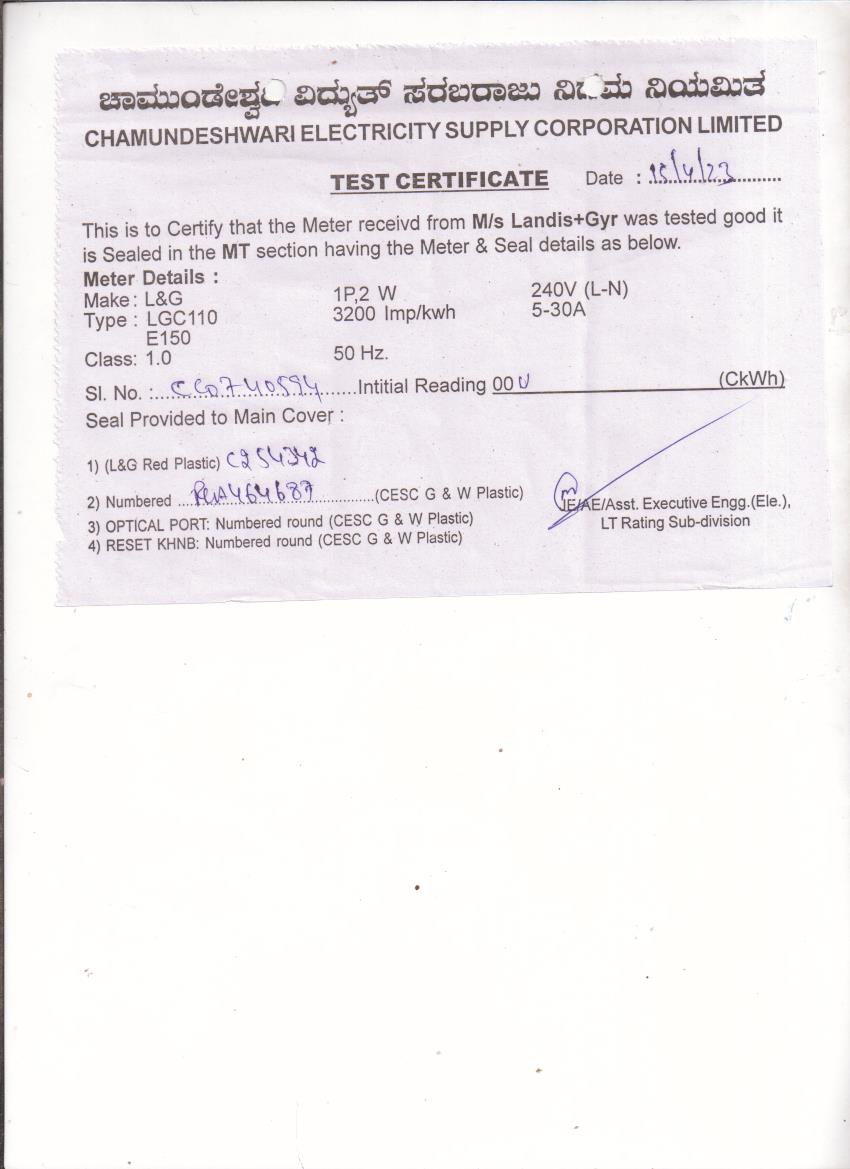 ಚಾಮುಂಡೇಶ್ವರಿ ವಿದ್ಯುತ್ ಸರಬರಾಜು ನಿಗಮ ನಿಯಮಿತ
CHAMUNDESHWARI ELECTRICITY SUPPLY CORPORATION LIMITED
TEST CERTIFICATE Date : 15/4/23
This is to Certify that the Meter receivd from M/s Landis+Gyr was tested good it
is Sealed in the MT section having the Meter & Seal details as below.
Meter Details :
Make : L&G 1P,2 W 240V (L-N)
Type : LGC110 3200 Imp/kwh 5-30A
E150
Class: 1.0 50 Hz.
Sl. No. : CC0740594 Intitial Reading 00 (CkWh)
Seal Provided to Main Cover :
1) (L&G Red Plastic) C254342
2) Numbered (CESC G & W Plastic)
3) OPTICAL PORT: Numbered round (CESC G & W Plastic)
4) RESET KHNB: Numbered round (CESC G & W Plastic)
JE/AE/Asst. Executive Engg.(Ele.),
LT Rating Sub-division